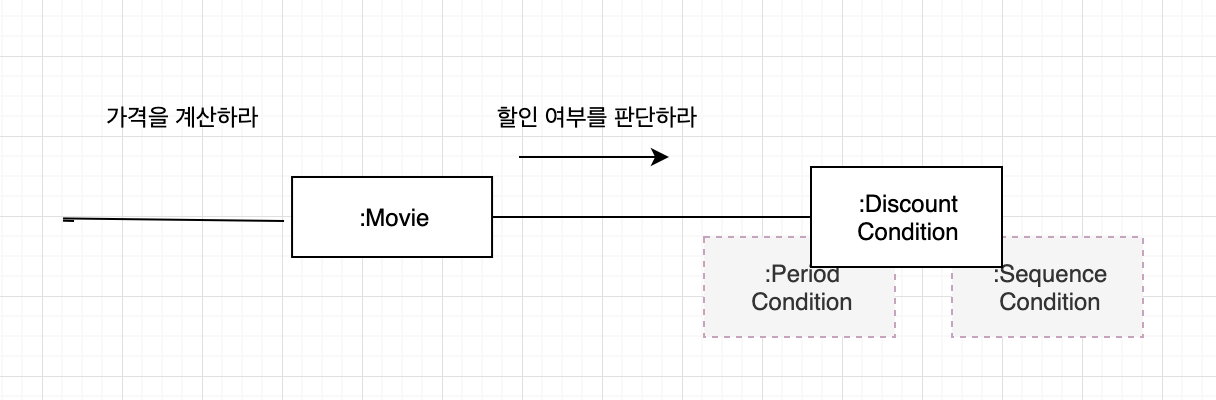 가격을 계산하라
할인 여부를 판단하라
:Movie
:Discount
Condition
:Period
Condition
:Sequence
Condition